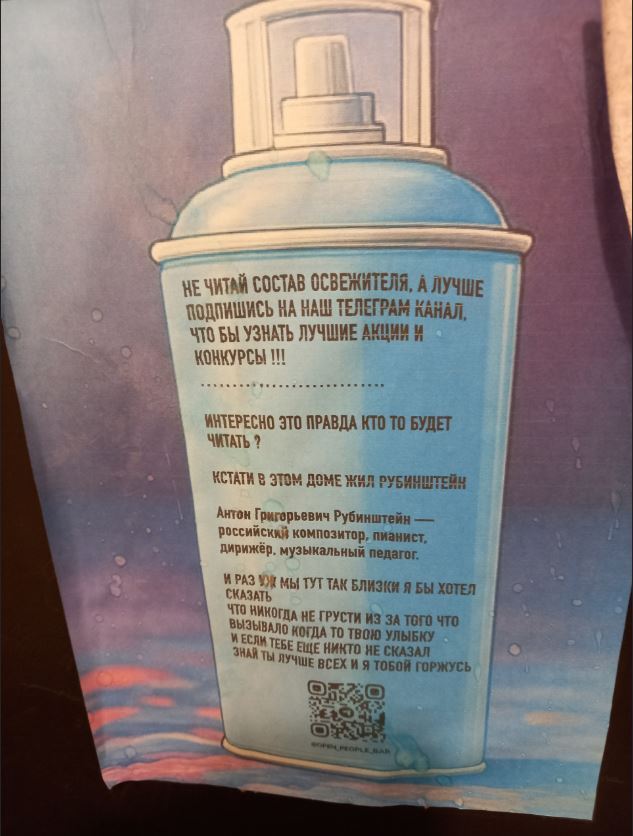 НЕ ЧИТАЙ СОСТАВ ОСВЕЖИТЕЛЯ, А ЛУЧШЕ
ПОДПИШИСЬ НА НАШ ТЕЛЕГРАМ КАНАЛ,
ЧТО БЫ УЗНАТЬ ЛУЧШИЕ АКЦИИ И
КОНКУРСЫ !!!
ИНТЕРЕСНО ЭТО ПРАВДА КТО ТО БУДЕТ
ЧИТАТЬ ?
КСТАТИ В ЭТОМ ДОМЕ ЖИЛ РУБИНШТЕЙН
Антон Григорьевич Рубинштейн —
российский композитор, пианист,
дирижёр, музыкальный педагог.
И РАЗ УЖ МЫ ТУТ ТАК БЛИЗКИ Я БЫ ХОТЕЛ
СКАЗАТЬ
ЧТО НИКОГДА НЕ ГРУСТИ ИЗ ЗА ТОГО ЧТО
ВЫЗЫВАЛО КОГДА ТО ТВОЮ УЛЫБКУ
И ЕСЛИ ТЕБЕ ЕЩЕ НИКТО НЕ СКАЗАЛ
ЗНАЙ ТЫ ЛУЧШЕ ВСЕХ И Я ТОБОЙ ГОРЖУСЬ
@OPEN_PEOPLE_BAR